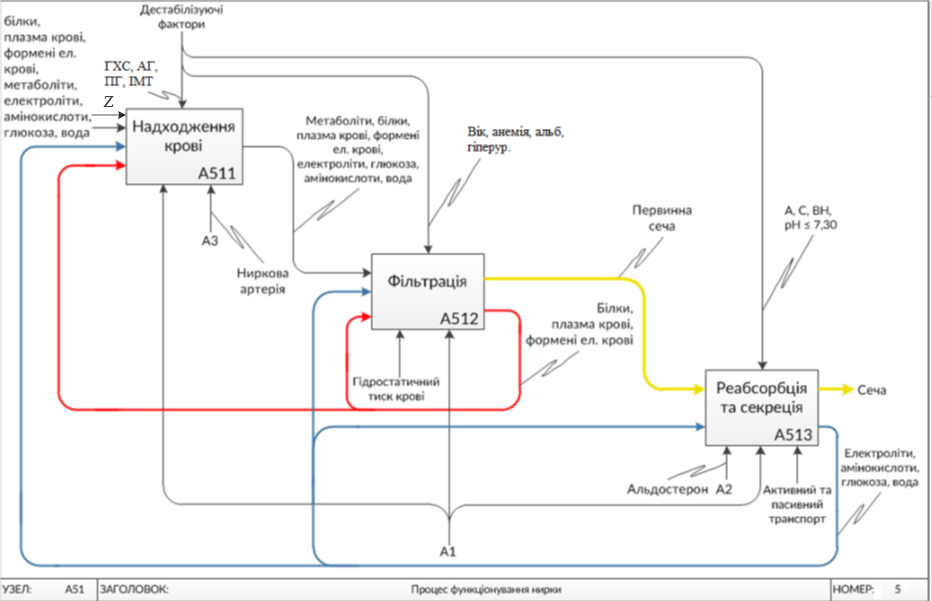 Дестабілізуючі
фактори
білки,
плазма крові,
формені ел.
крові,
метаболіти,
електроліти,
амінокислоти,
глюкоза, вода
ГХС, АГ,
ПГ, ІМТ
Z
Надходження
крові
А511
А3
Ниркова
артерія
Метаболіти, білки,
плазма крові, формені
ел. крові,
електроліти, глюкоза,
амінокислоти, вода
Вік, анемія, альб,
гіперур.
Фільтрація
А512
Гідростатичний
тиск крові
Первинна
сеча
Білки,
плазма крові,
формені ел. крові
А, С, ВН,
рН ≤ 7,30
Реабсорбція
та секреція
А513
Сеча
Альдостерон А2
Активний та
пасивний
транспорт
Електроліти,
амінокислоти,
глюкоза, вода
А1
УЗЕЛ: А51 ЗАГОЛОВОК: Процес функціонування нирки НОМЕР: 5